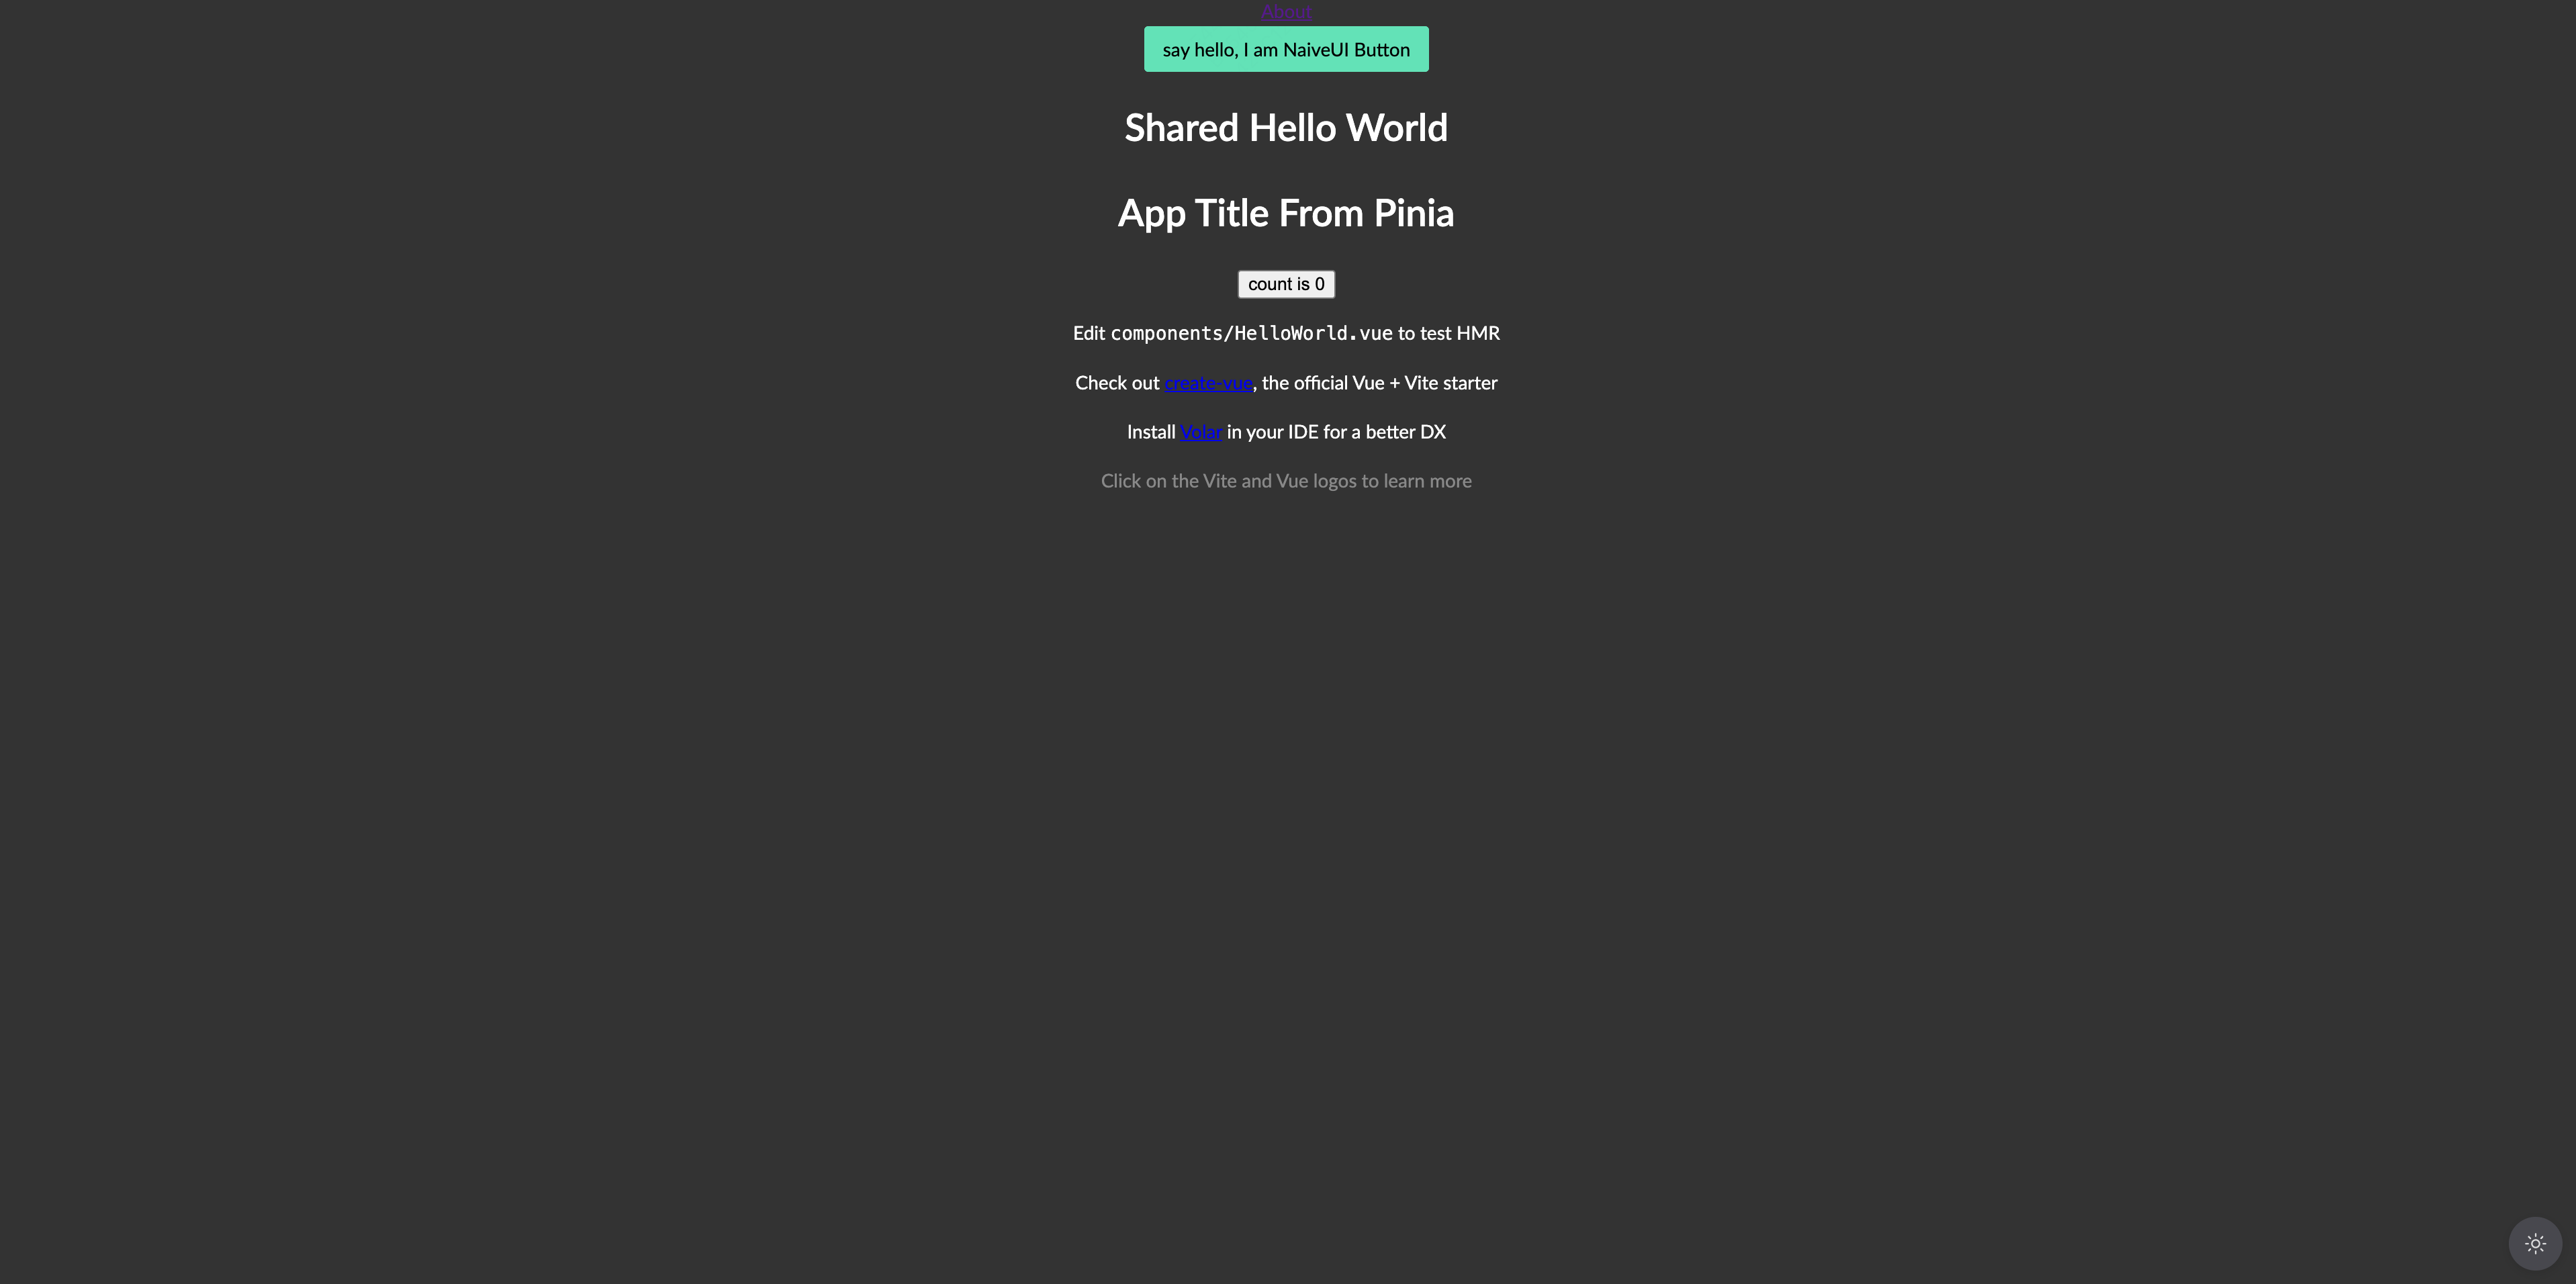 About
say hello, I am NaiveUI Button
Shared Hello World
App Title From Pinia
count is 0
Edit components/HelloWorld.vue to test HMR
Check out create-vue, the official Vue + Vite starter
Install Volar in your IDE for a better DX
Click on the Vite and Vue logos to learn more